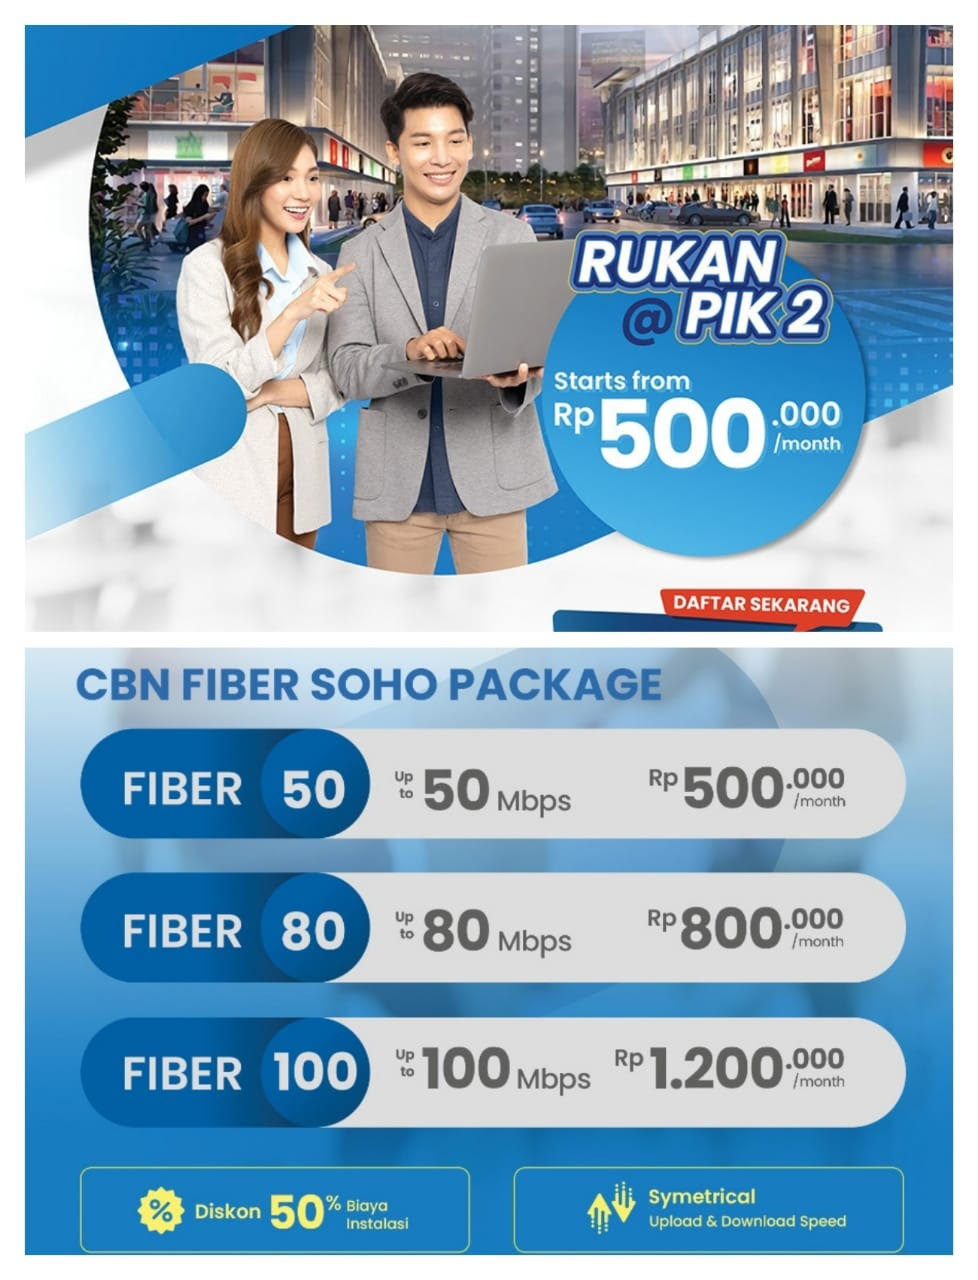 RUKAN
@ PIK 2
Starts from
Rp 500 .000
/month
DAFTAR SEKARANG
CBN FIBER SOHO PACKAGE
FIBER 50 Up to 50 Mbps Rp 500 .000 /month
FIBER 80 Up to 80 Mbps Rp 800 .000 /month
FIBER 100 Up to 100 Mbps Rp 1.200 .000 /month
% Diskon 50% Biaya Instalasi
Symetrical
Upload & Download Speed